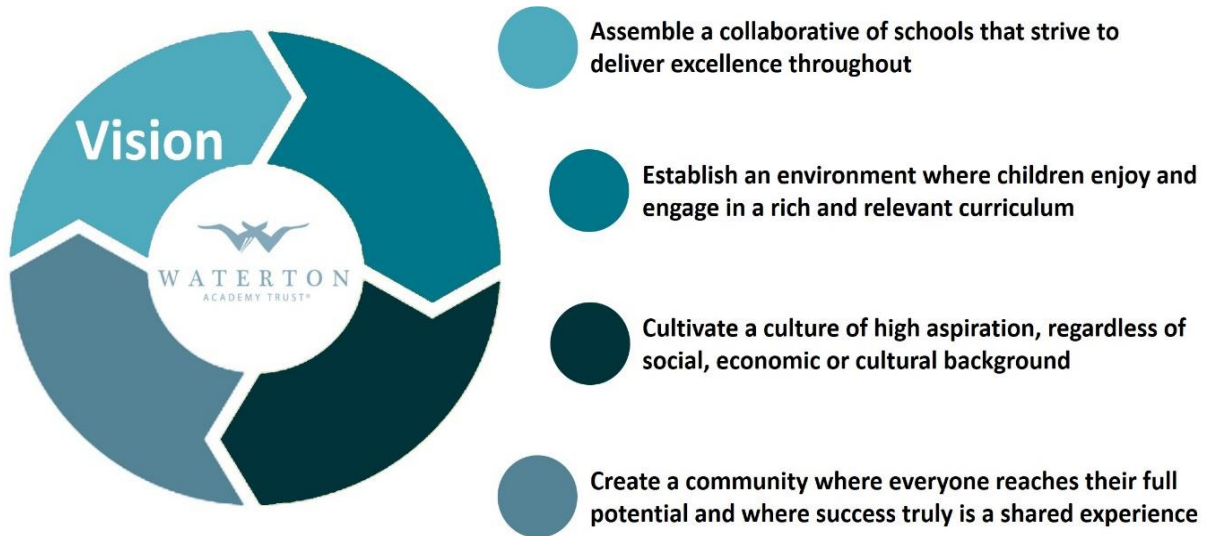 Vision
WATERTON
ACADEMY TRUST®
Assemble a collaborative of schools that strive to
deliver excellence throughout
Establish an environment where children enjoy and
engage in a rich and relevant curriculum
Cultivate a culture of high aspiration, regardless of
social, economic or cultural background
Create a community where everyone reaches their full
potential and where success truly is a shared experience